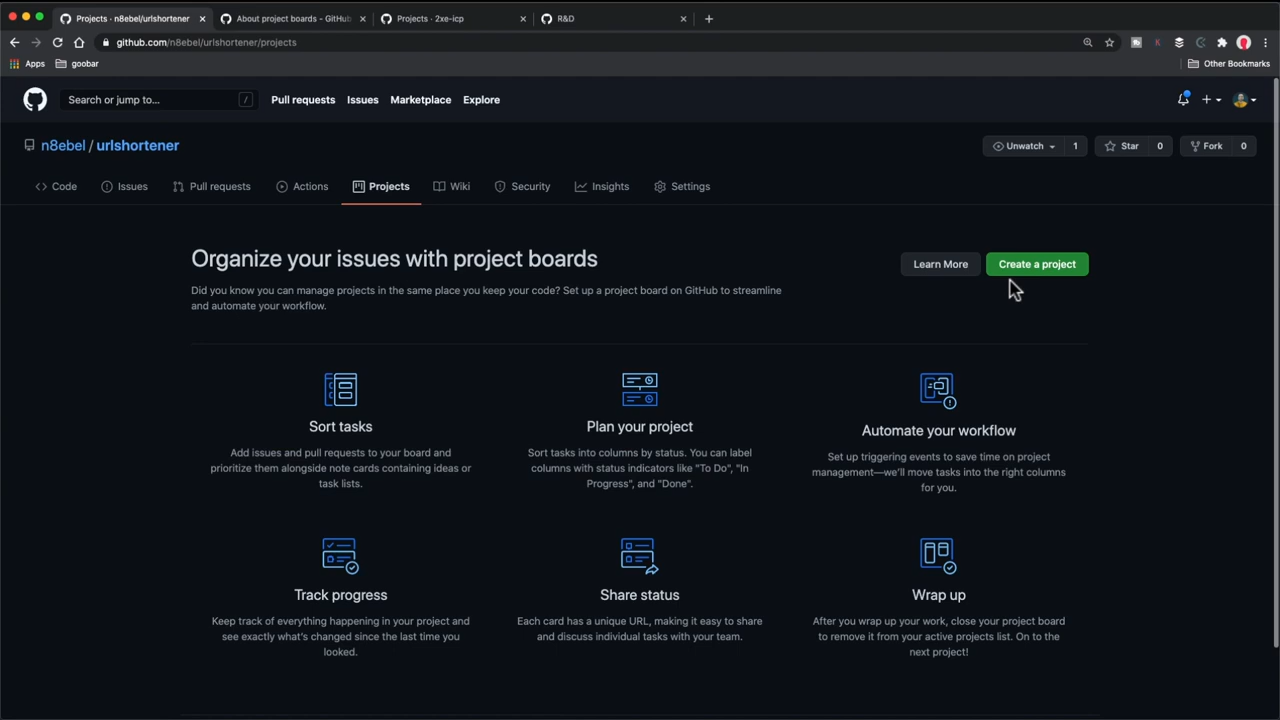 Projects · n8ebel/urlshortener
About project boards - GitHub
Projects · 2xe-icp
R&D
github.com/n8ebel/urlshortener/projects
Apps
goobar
Other Bookmarks
Search or jump to...
/
Pull requests
Issues
Marketplace
Explore
n8ebel / urlshortener
Unwatch
1
Star
0
Fork
0
Code
Issues
Pull requests
Actions
Projects
Wiki
Security
Insights
Settings
Organize your issues with project boards
Learn More
Create a project
Did you know you can manage projects in the same place you keep your code? Set up a project board on GitHub to streamline
and automate your workflow.
Sort tasks
Add issues and pull requests to your board and
prioritize them alongside note cards containing ideas or
task lists.
Plan your project
Sort tasks into columns by status. You can label
columns with status indicators like "To Do", "In
Progress", and "Done".
Automate your workflow
Set up triggering events to save time on project
management—we'll move tasks into the right columns
for you.
Track progress
Keep track of everything happening in your project and
see exactly what's changed since the last time you
looked.
Share status
Each card has a unique URL, making it easy to share
and discuss individual tasks with your team.
Wrap up
After you wrap up your work, close your project board
to remove it from your active projects list. On to the
next project!